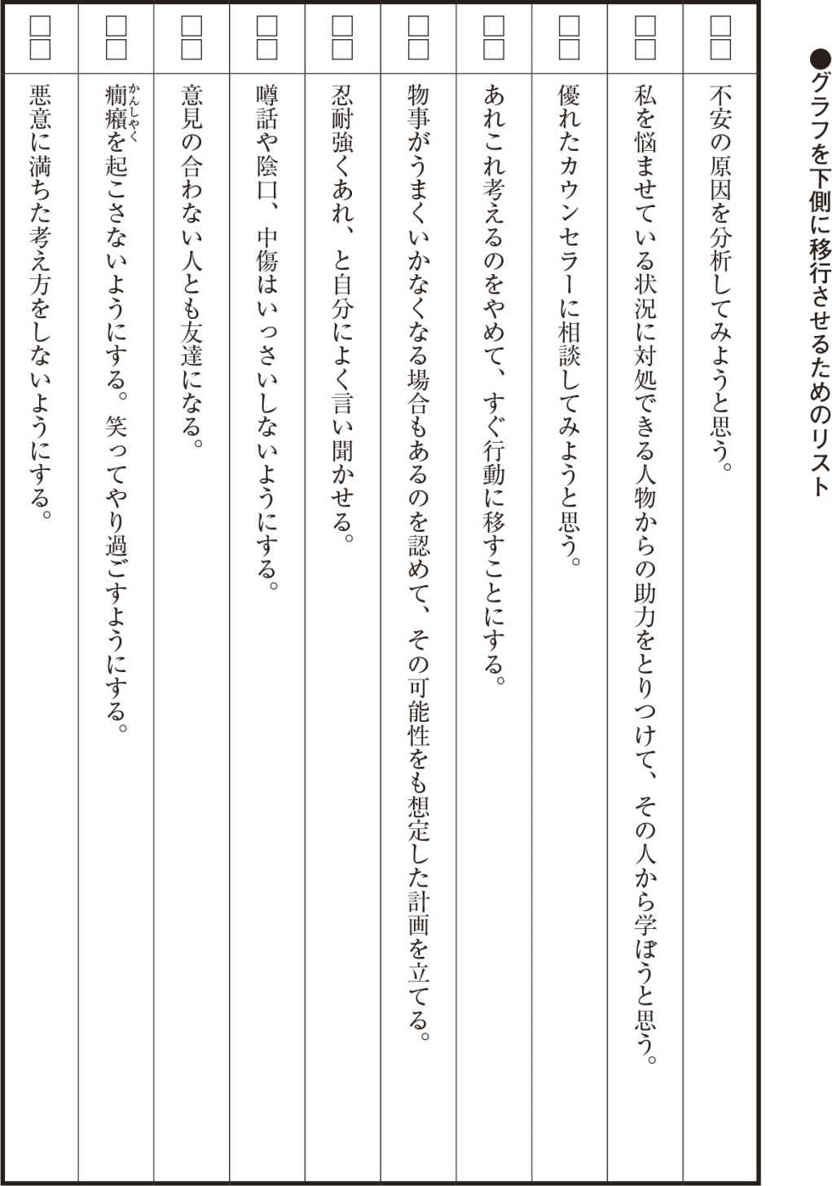 ●グラフを下側に移行させるためのリスト
□□ 不安の原因を分析してみようと思う。
□□ 私を悩ませている状況に対処できる人物からの助力をとりつけて、その人から学ぼうと思う。
□□ 優れたカウンセラーに相談してみようと思う。
□□ あれこれ考えるのをやめて、すぐ行動に移すことにする。
□□ 物事がうまくいかなくなる場合もあるのを認めて、その可能性をも想定した計画を立てる。
□□ 忍耐強くあれ、と自分によく言い聞かせる。
□□ 噂話や陰口、中傷はいっさいしないようにする。
□□ 意見の合わない人とも友達になる。
□□ 癇癪かんしやくを起こさないようにする。笑ってやり過ごすようにする。
□□ 悪意に満ちた考え方をしないようにする。